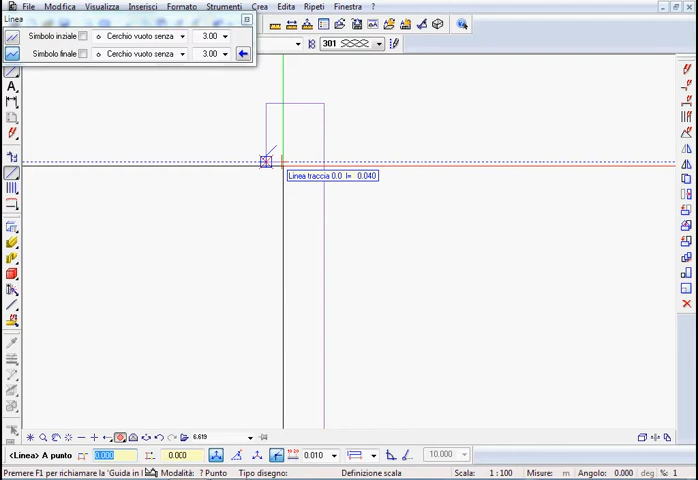 File Modifica Visualizza Inserisci Formato Strumenti Crea Edita Ripeti Finestra ?
Linea
Simbolo inziale Cerchio vuoto senza 3.00
Simbolo finale Cerchio vuoto senza 3.00
301
Linea traccia 0.0 l= 0.040
6.619
<Linea> A punto 0.000 0.000 0.010 10.000
Premere F1 per richiamare la 'Guida in l Modalità: ? Punto Tipo disegno: Definizione scala Scala: 1 : 100 Misure: m Angolo: 0.000 %: 1